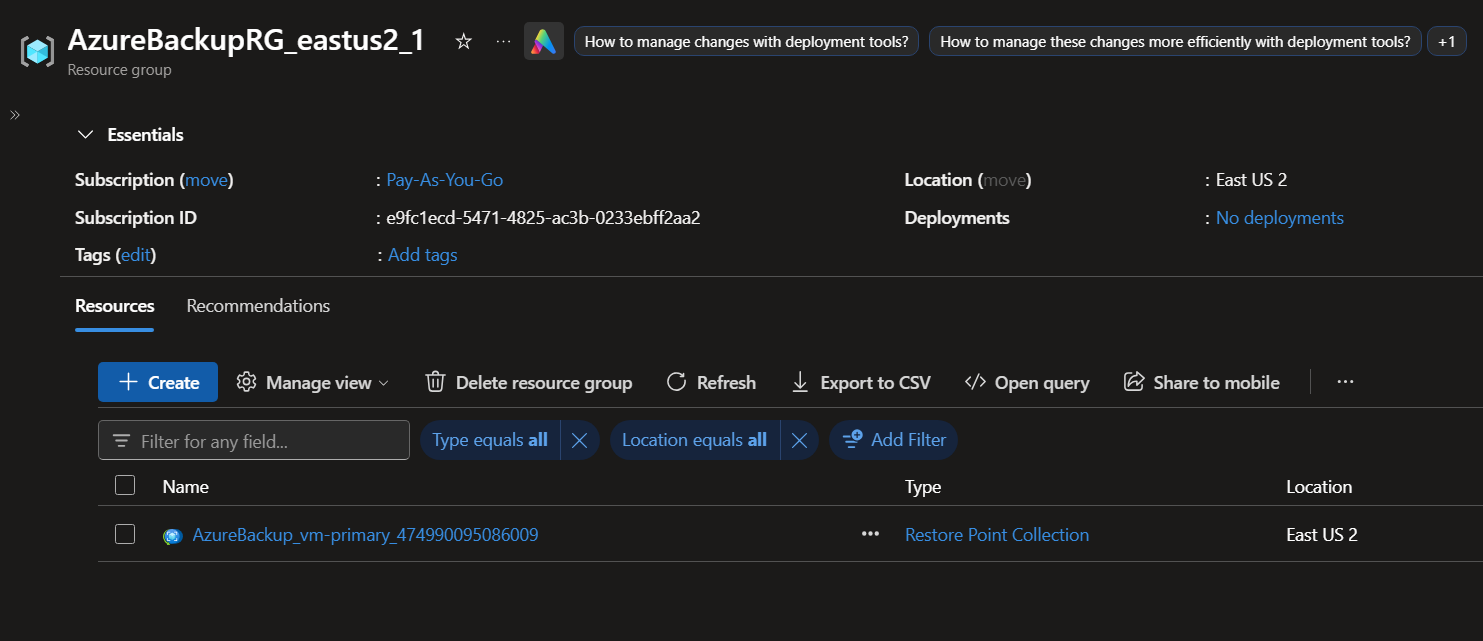 AzureBackupRG_eastus2_1
How to manage changes with deployment tools?
How to manage these changes more efficiently with deployment tools?
+1
Resource group
Essentials
Subscription (move) : Pay-As-You-Go
Location (move) : East US 2
Subscription ID : e9fc1ecd-5471-4825-ac3b-0233ebff2aa2
Deployments : No deployments
Tags (edit) : Add tags
Resources Recommendations
Create Manage view Delete resource group Refresh Export to CSV Open query Share to mobile
Filter for any field... Type equals all Location equals all Add Filter
Name Type Location
AzureBackup_vm-primary_474990095086009 Restore Point Collection East US 2